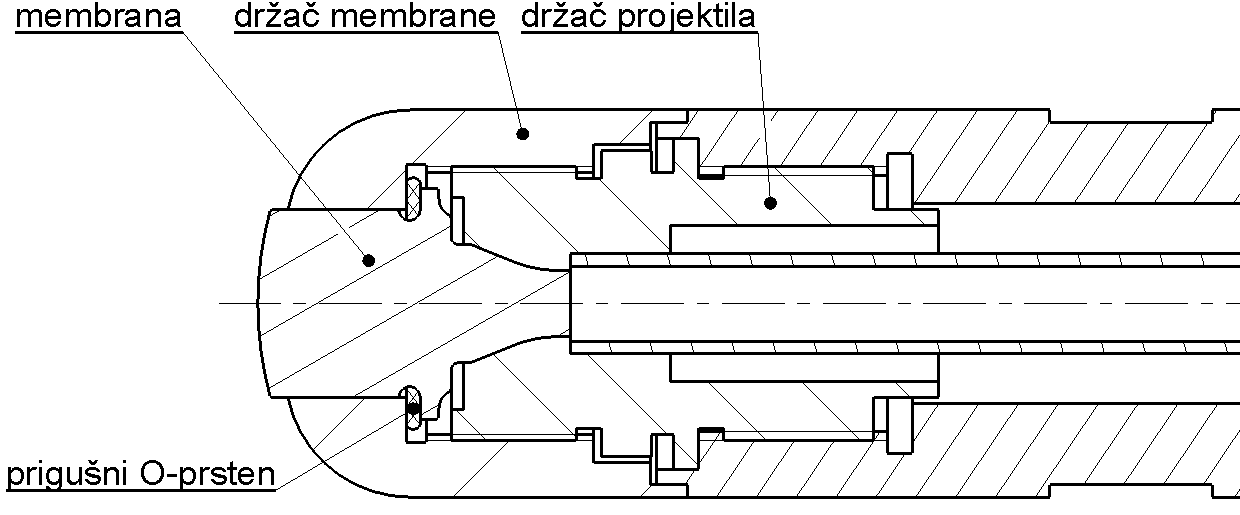 membrana
držač membrane
držač projektila
prigušni O-prsten